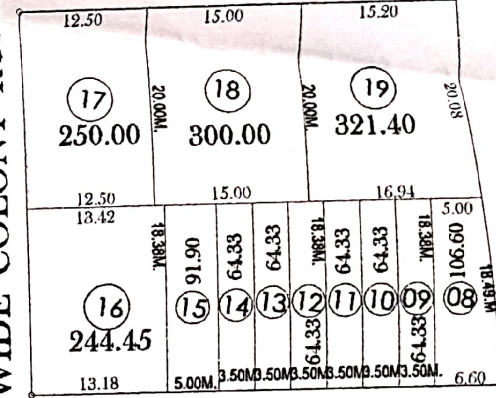 12.50 15.00 15.20
17 18 19
250.00 300.00 321.40
20.00M. 20.00M. 20.08
12.50 15.00 16.94
13.42 5.00
18.38M. 91.90 64.33 64.33 18.38M. 64.33 64.33 18.38M. 106.60 18.49.M
16 15 14 13 12 11 10 09 08
244.45 64.33 64.33
13.18 5.00M. 3.50M 3.50M 3.50M 3.50M 3.50M 3.50M. 6.60
WIDE COLONY